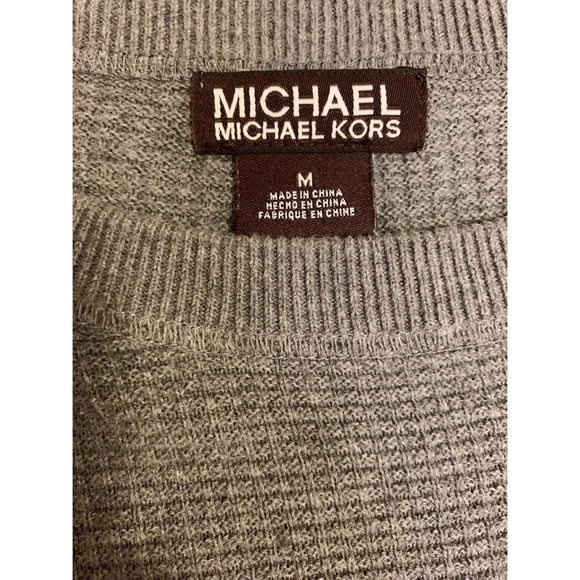 MICHAEL
MICHAEL KORS
M
MADE IN CHINA
HECHO EN CHINA
FABRIQUE EN CHINE